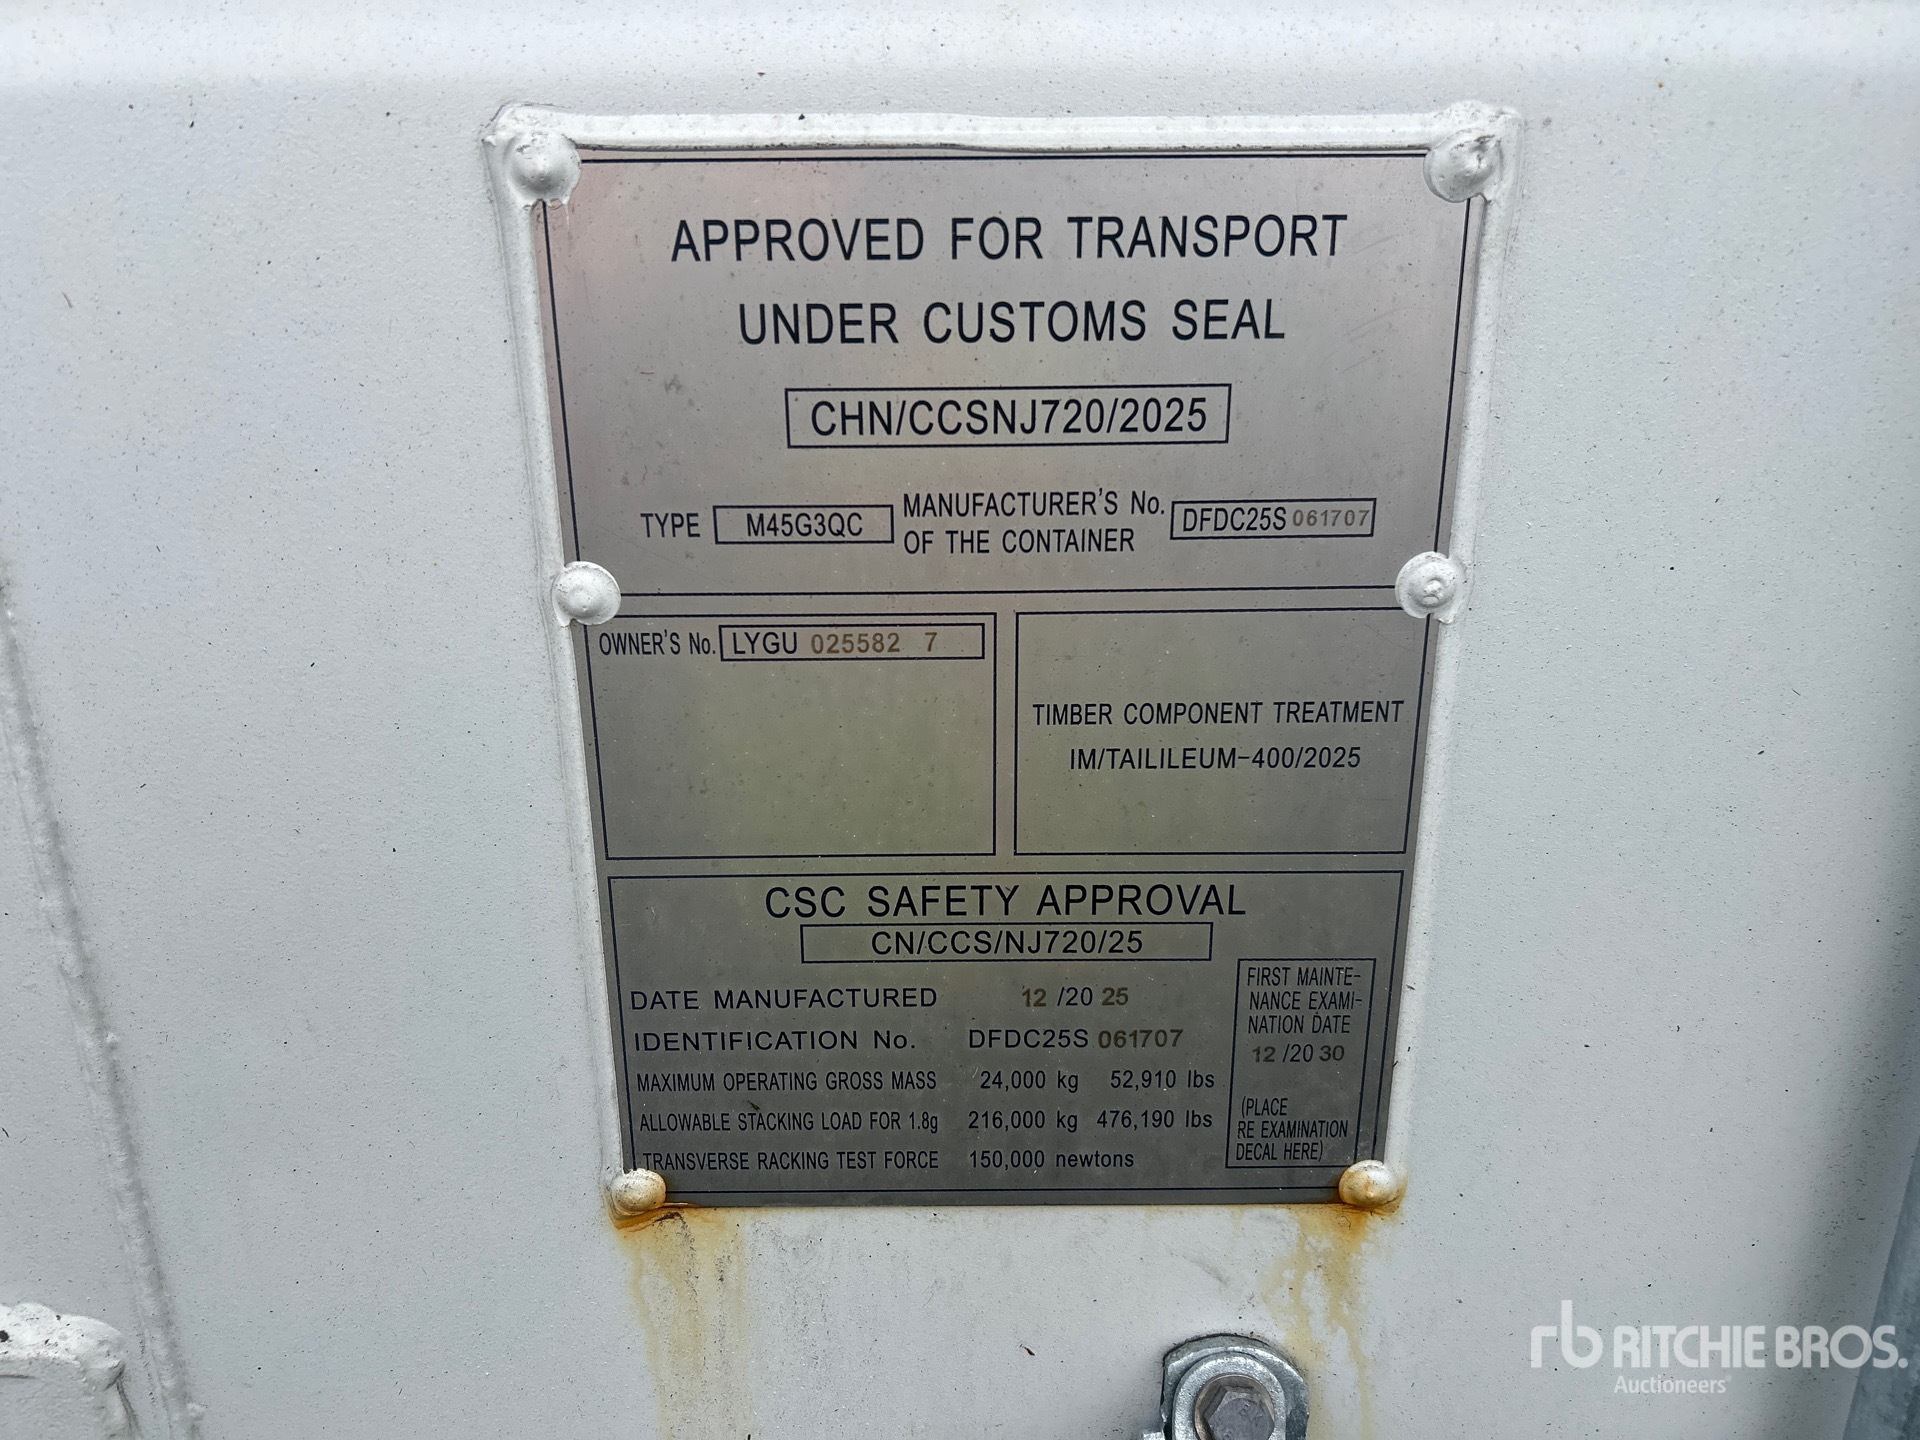 APPROVED FOR TRANSPORT
UNDER CUSTOMS SEAL
CHN/CCSNJ720/2025
TYPE M45G3QC MANUFACTURER'S No. OF THE CONTAINER DFDC25S 061707
OWNER'S No. LYGU 025582 7
TIMBER COMPONENT TREATMENT
IM/TAILILEUM-400/2025
CSC SAFETY APPROVAL
CN/CCS/NJ720/25
DATE MANUFACTURED 12 /20 25
IDENTIFICATION No. DFDC25S 061707
MAXIMUM OPERATING GROSS MASS 24,000 kg 52,910 lbs
ALLOWABLE STACKING LOAD FOR 1.8g 216,000 kg 476,190 lbs
TRANSVERSE RACKING TEST FORCE 150,000 newtons
FIRST MAINTE-
NANCE EXAMI-
NATION DATE
12 /20 30
(PLACE
RE EXAMINATION
DECAL HERE)
rb RITCHIE BROS.
Auctioneers